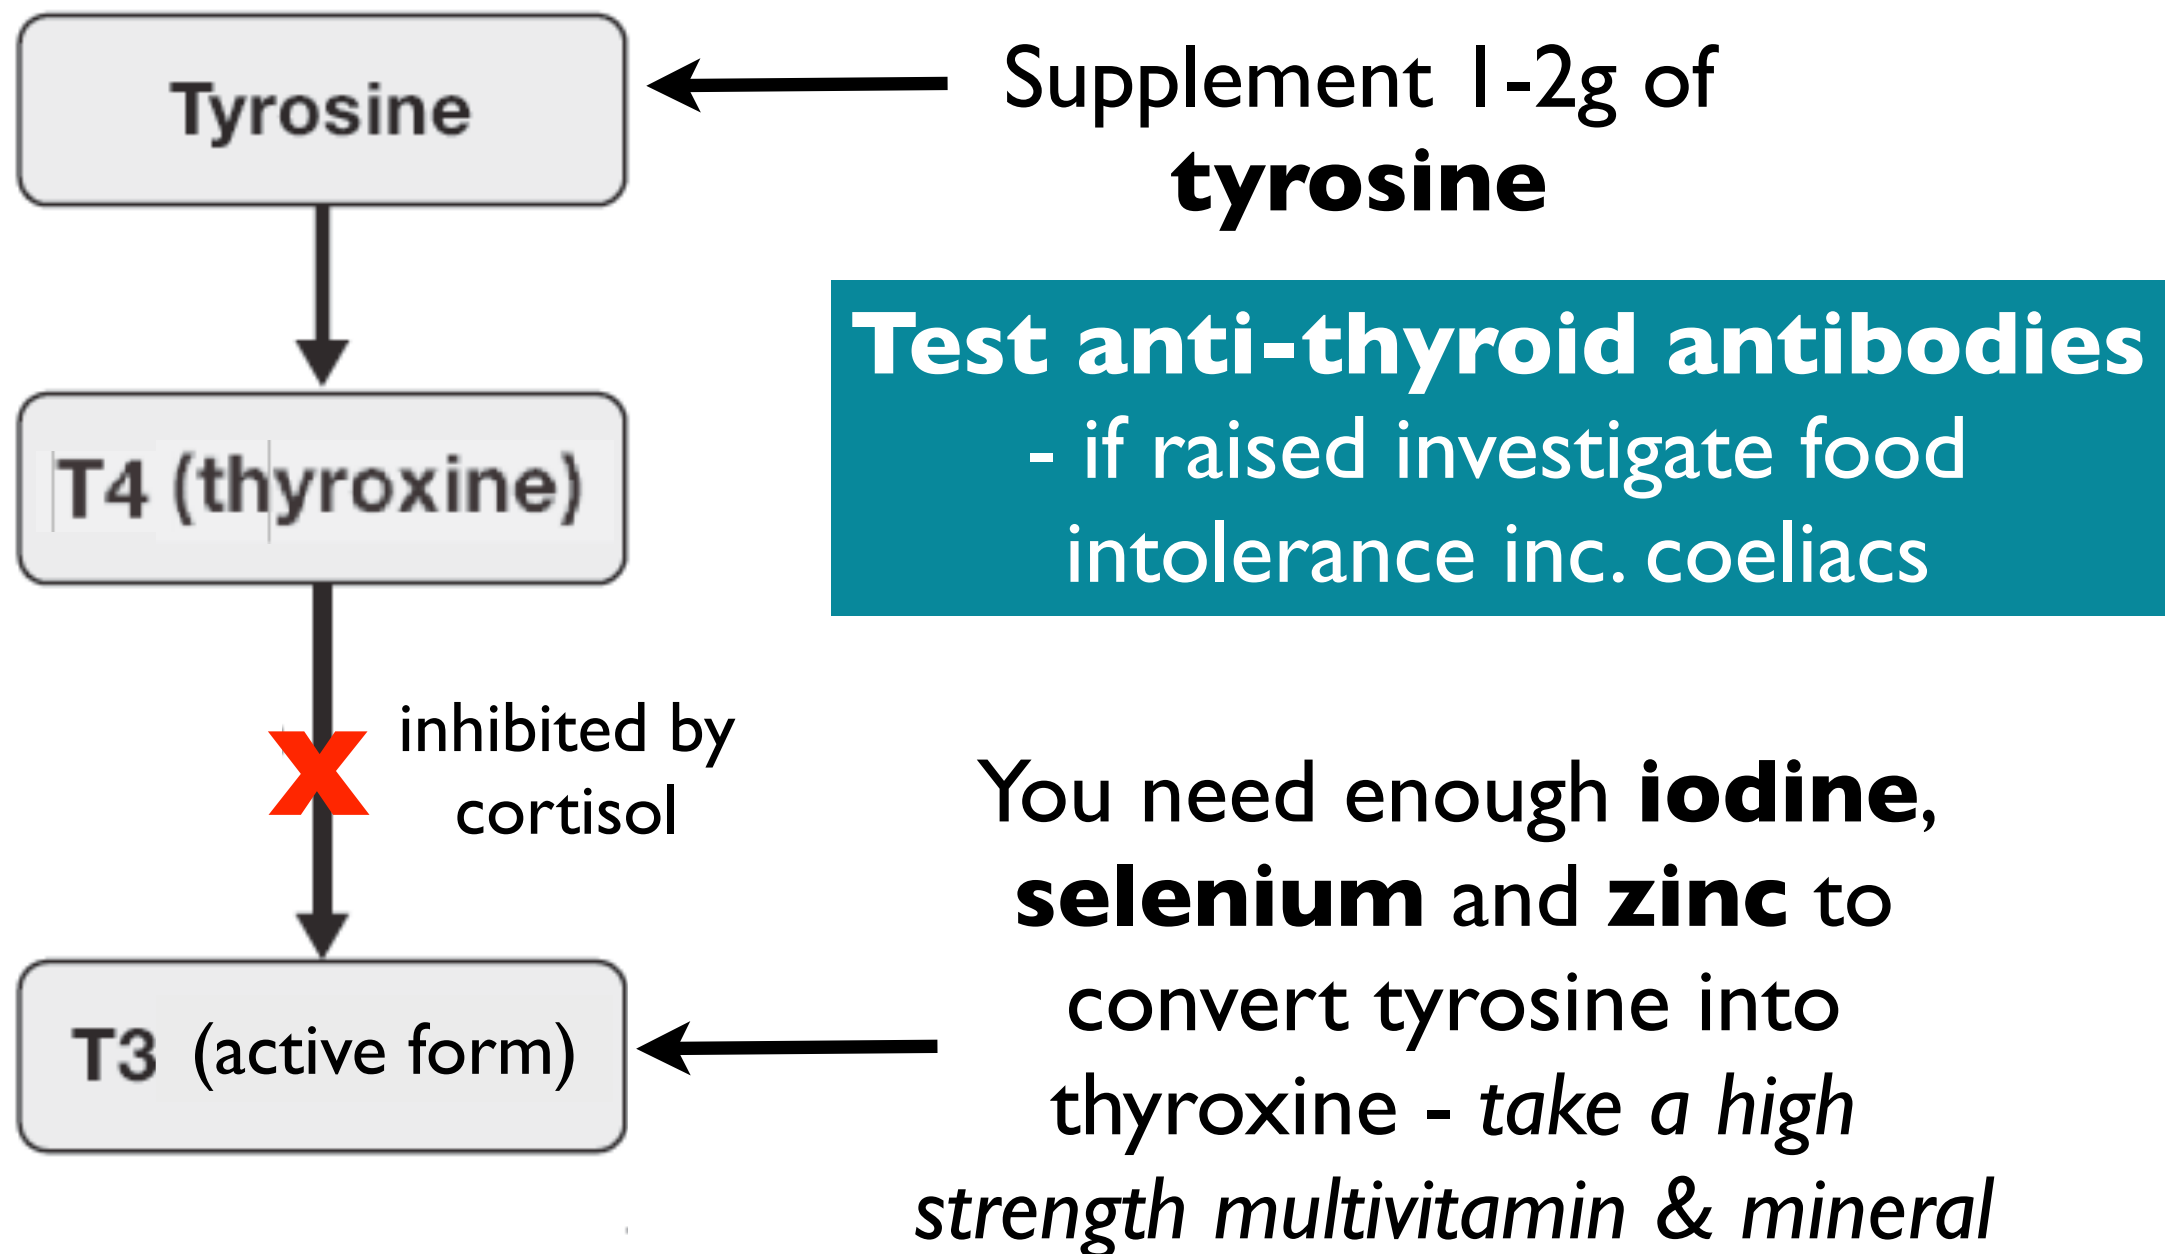 Tyrosine
Supplement 1-2g of
tyrosine
T4 (thyroxine)
Test anti-thyroid antibodies
- if raised investigate food
intolerance inc. coeliacs
X
inhibited by
cortisol
T3 (active form)
You need enough iodine,
selenium and zinc to
convert tyrosine into
thyroxine - take a high
strength multivitamin & mineral